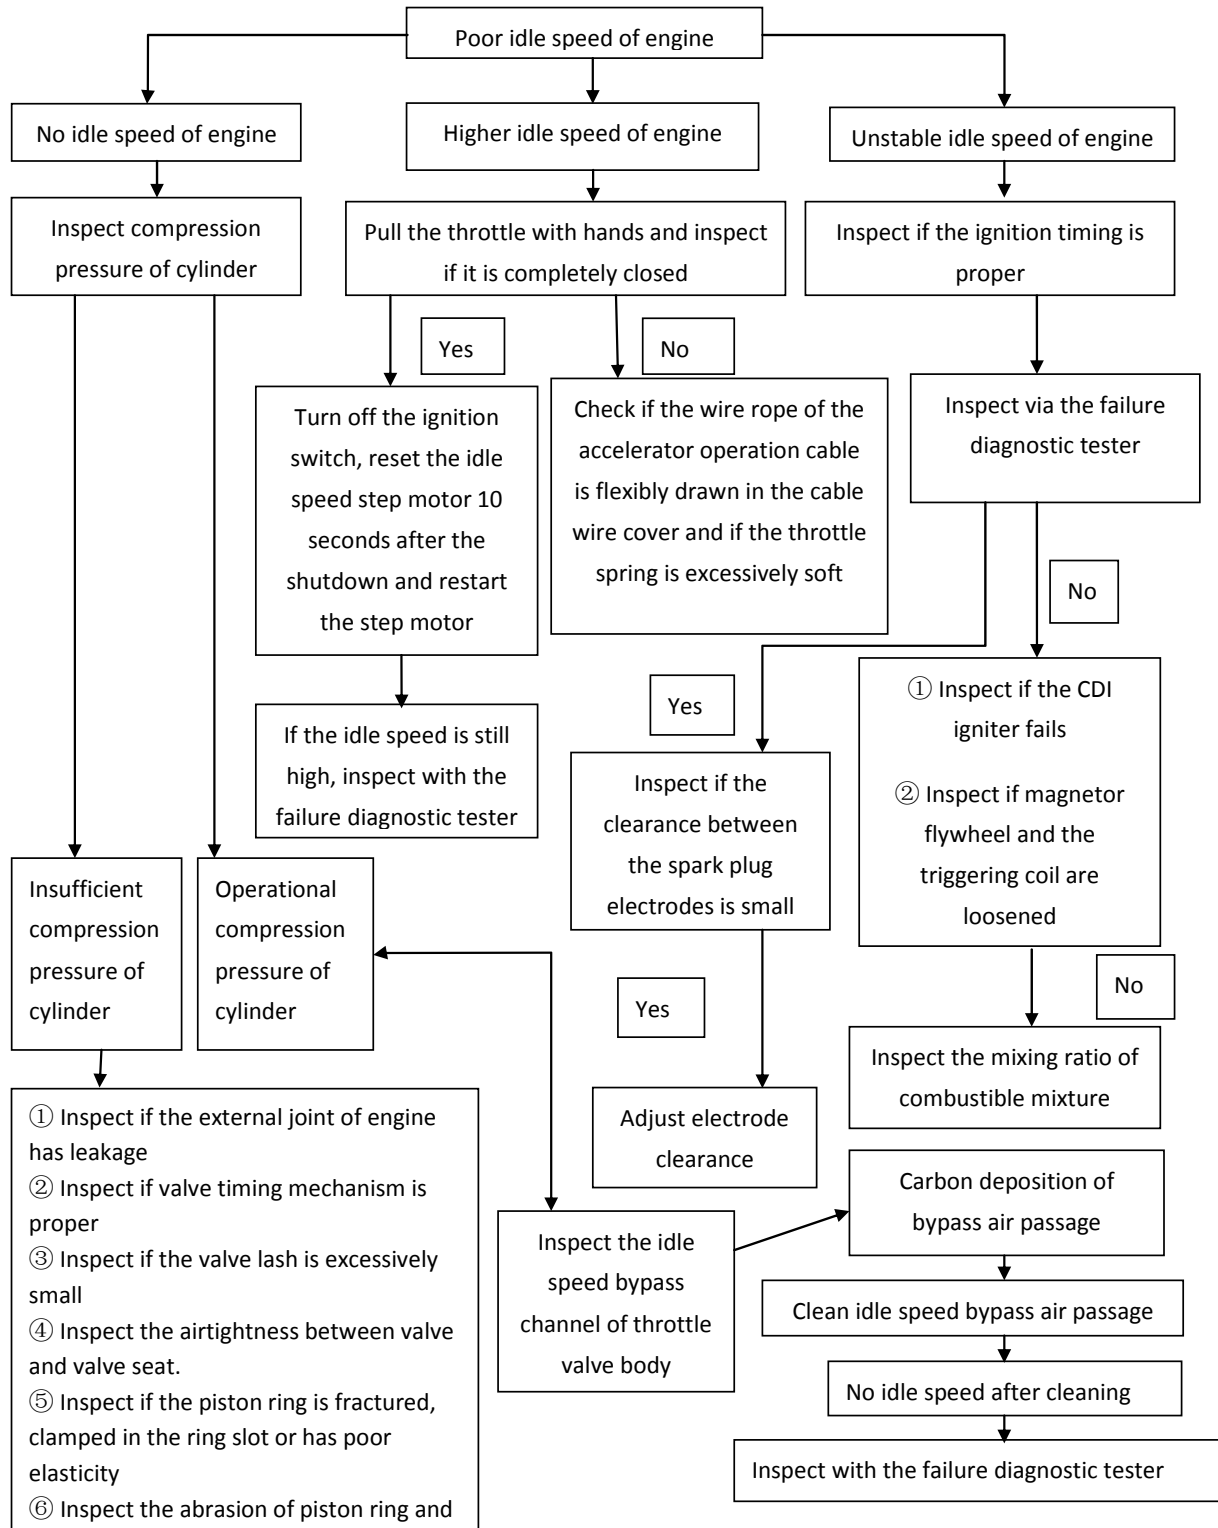 Poor idle speed of engine
No idle speed of engine
Higher idle speed of engine
Unstable idle speed of engine
Inspect compression
pressure of cylinder
Pull the throttle with hands and inspect
if it is completely closed
Inspect if the ignition timing is
proper
Yes
No
Turn off the ignition
switch, reset the idle
speed step motor 10
seconds after the
shutdown and restart
the step motor
Check if the wire rope of the
accelerator operation cable
is flexibly drawn in the cable
wire cover and if the throttle
spring is excessively soft
Inspect via the failure
diagnostic tester
No
Yes
If the idle speed is still
high, inspect with the
failure diagnostic tester
① Inspect if the CDI
igniter fails
② Inspect if magnetor
flywheel and the
triggering coil are
loosened
Inspect if the
clearance between
the spark plug
electrodes is small
Insufficient
compression
pressure of
cylinder
Operational
compression
pressure of
cylinder
Yes
No
Inspect the mixing ratio of
combustible mixture
Adjust electrode
clearance
① Inspect if the external joint of engine
has leakage
② Inspect if valve timing mechanism is
proper
③ Inspect if the valve lash is excessively
small
④ Inspect the airtightness between valve
and valve seat.
⑤ Inspect if the piston ring is fractured,
clamped in the ring slot or has poor
elasticity
⑥ Inspect the abrasion of piston ring and
Inspect the idle
speed bypass
channel of throttle
valve body
Carbon deposition of
bypass air passage
Clean idle speed bypass air passage
No idle speed after cleaning
Inspect with the failure diagnostic tester